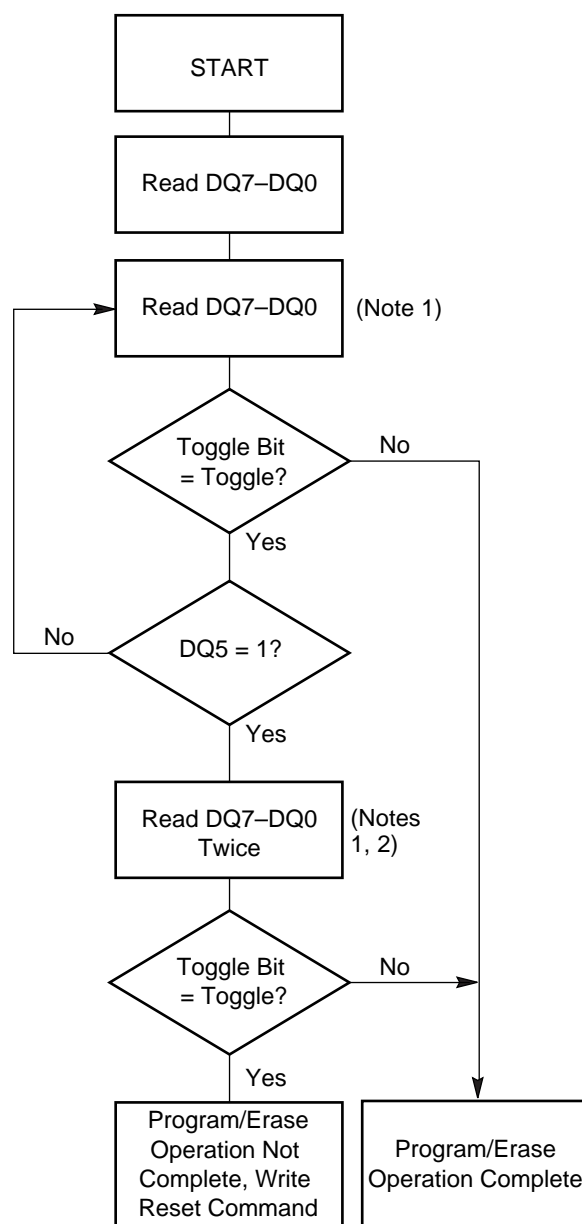 START
Read DQ7–DQ0
Read DQ7–DQ0
(Note 1)
Toggle Bit
= Toggle?
No
Yes
DQ5 = 1?
No
Yes
Read DQ7–DQ0
Twice
(Notes
1, 2)
Toggle Bit
= Toggle?
No
Yes
Program/Erase
Operation Not
Complete, Write
Reset Command
Program/Erase
Operation Complete